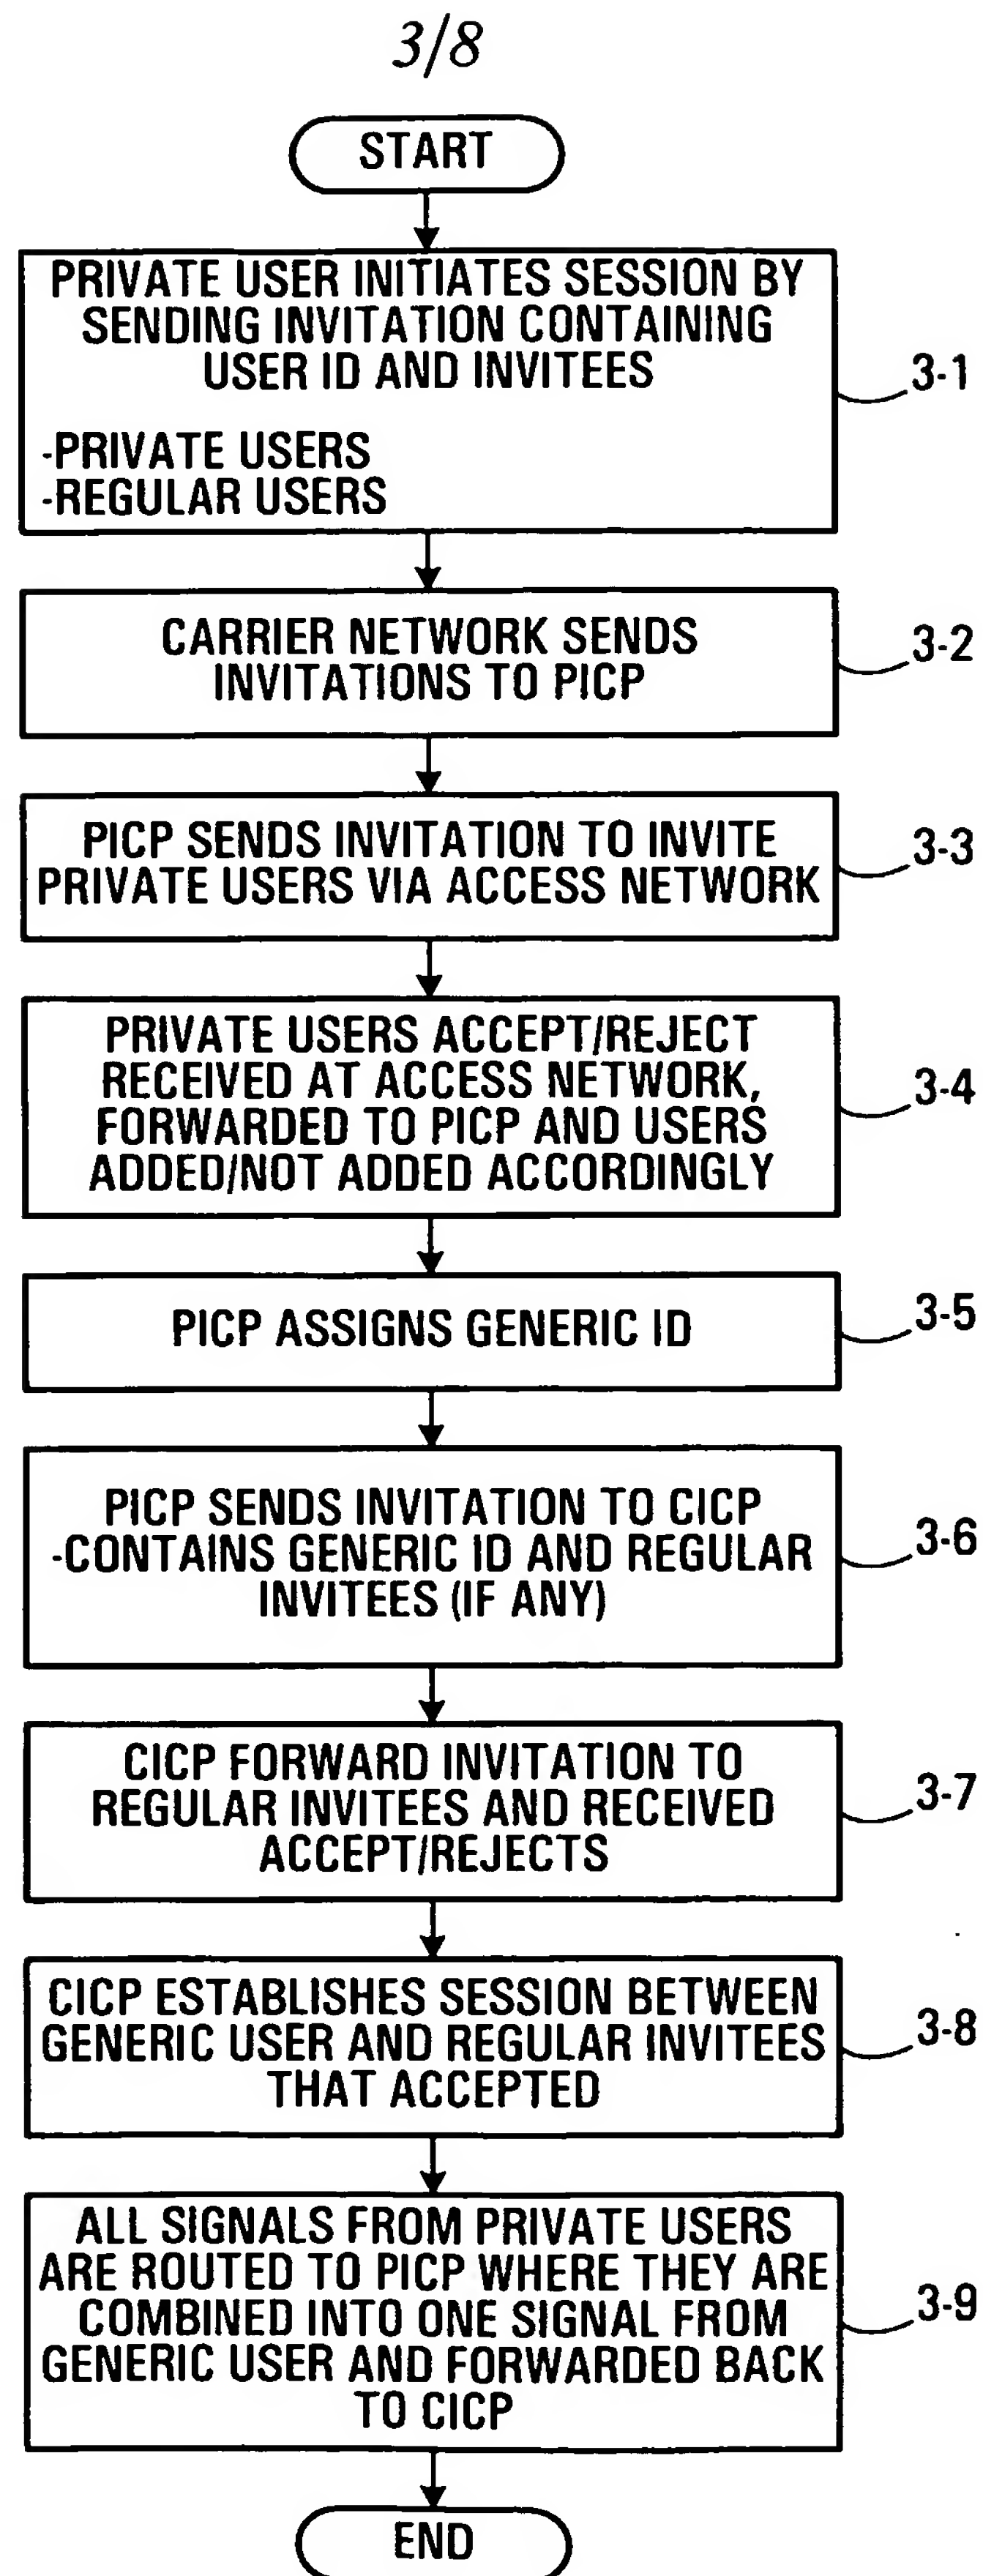 3/8
START
PRIVATE USER INITIATES SESSION BY
SENDING INVITATION CONTAINING
USER ID AND INVITEES
-PRIVATE USERS
-REGULAR USERS
3-1
CARRIER NETWORK SENDS
INVITATIONS TO PICP
3-2
PICP SENDS INVITATION TO INVITE
PRIVATE USERS VIA ACCESS NETWORK
3-3
PRIVATE USERS ACCEPT/REJECT
RECEIVED AT ACCESS NETWORK,
FORWARDED TO PICP AND USERS
ADDED/NOT ADDED ACCORDINGLY
3-4
PICP ASSIGNS GENERIC ID
3-5
PICP SENDS INVITATION TO CICP
-CONTAINS GENERIC ID AND REGULAR
INVITEES (IF ANY)
3-6
CICP FORWARD INVITATION TO
REGULAR INVITEES AND RECEIVED
ACCEPT/REJECTS
3-7
CICP ESTABLISHES SESSION BETWEEN
GENERIC USER AND REGULAR INVITEES
THAT ACCEPTED
3-8
ALL SIGNALS FROM PRIVATE USERS
ARE ROUTED TO PICP WHERE THEY ARE
COMBINED INTO ONE SIGNAL FROM
GENERIC USER AND FORWARDED BACK
TO CICP
3-9
END